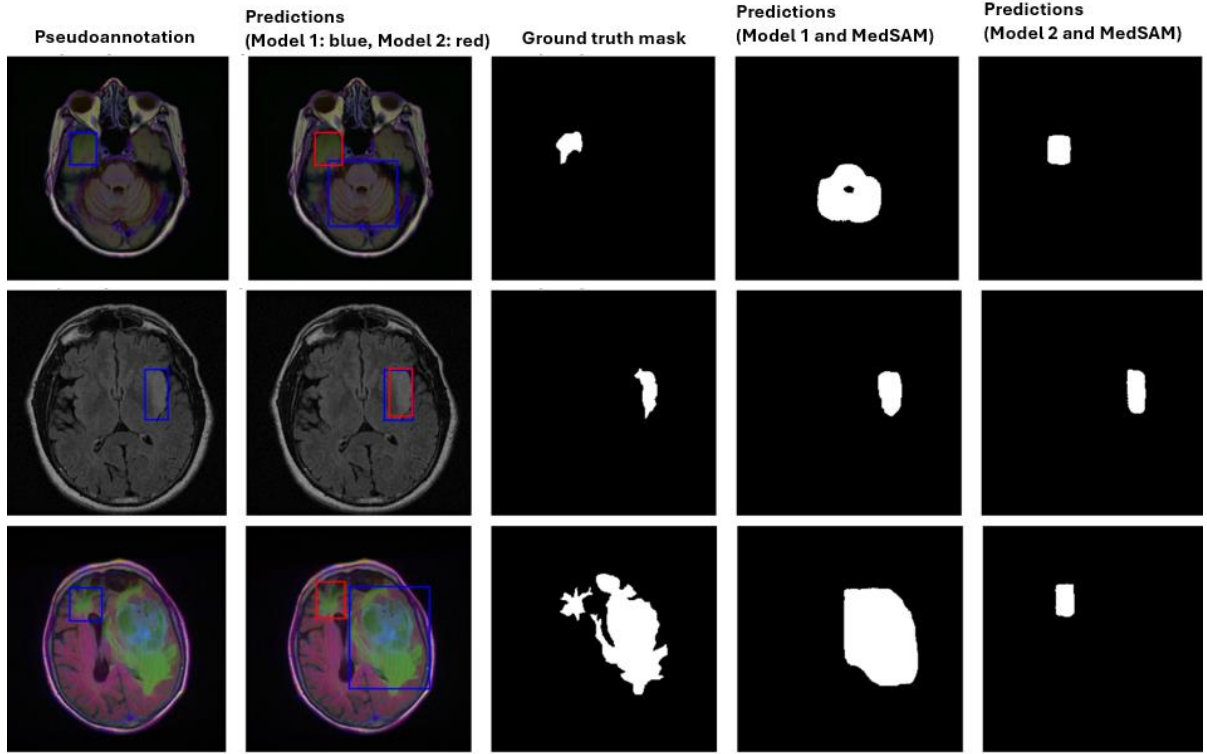 Pseudoannotation
Predictions
(Model 1: blue, Model 2: red)
Ground truth mask
Predictions
(Model 1 and MedSAM)
Predictions
(Model 2 and MedSAM)